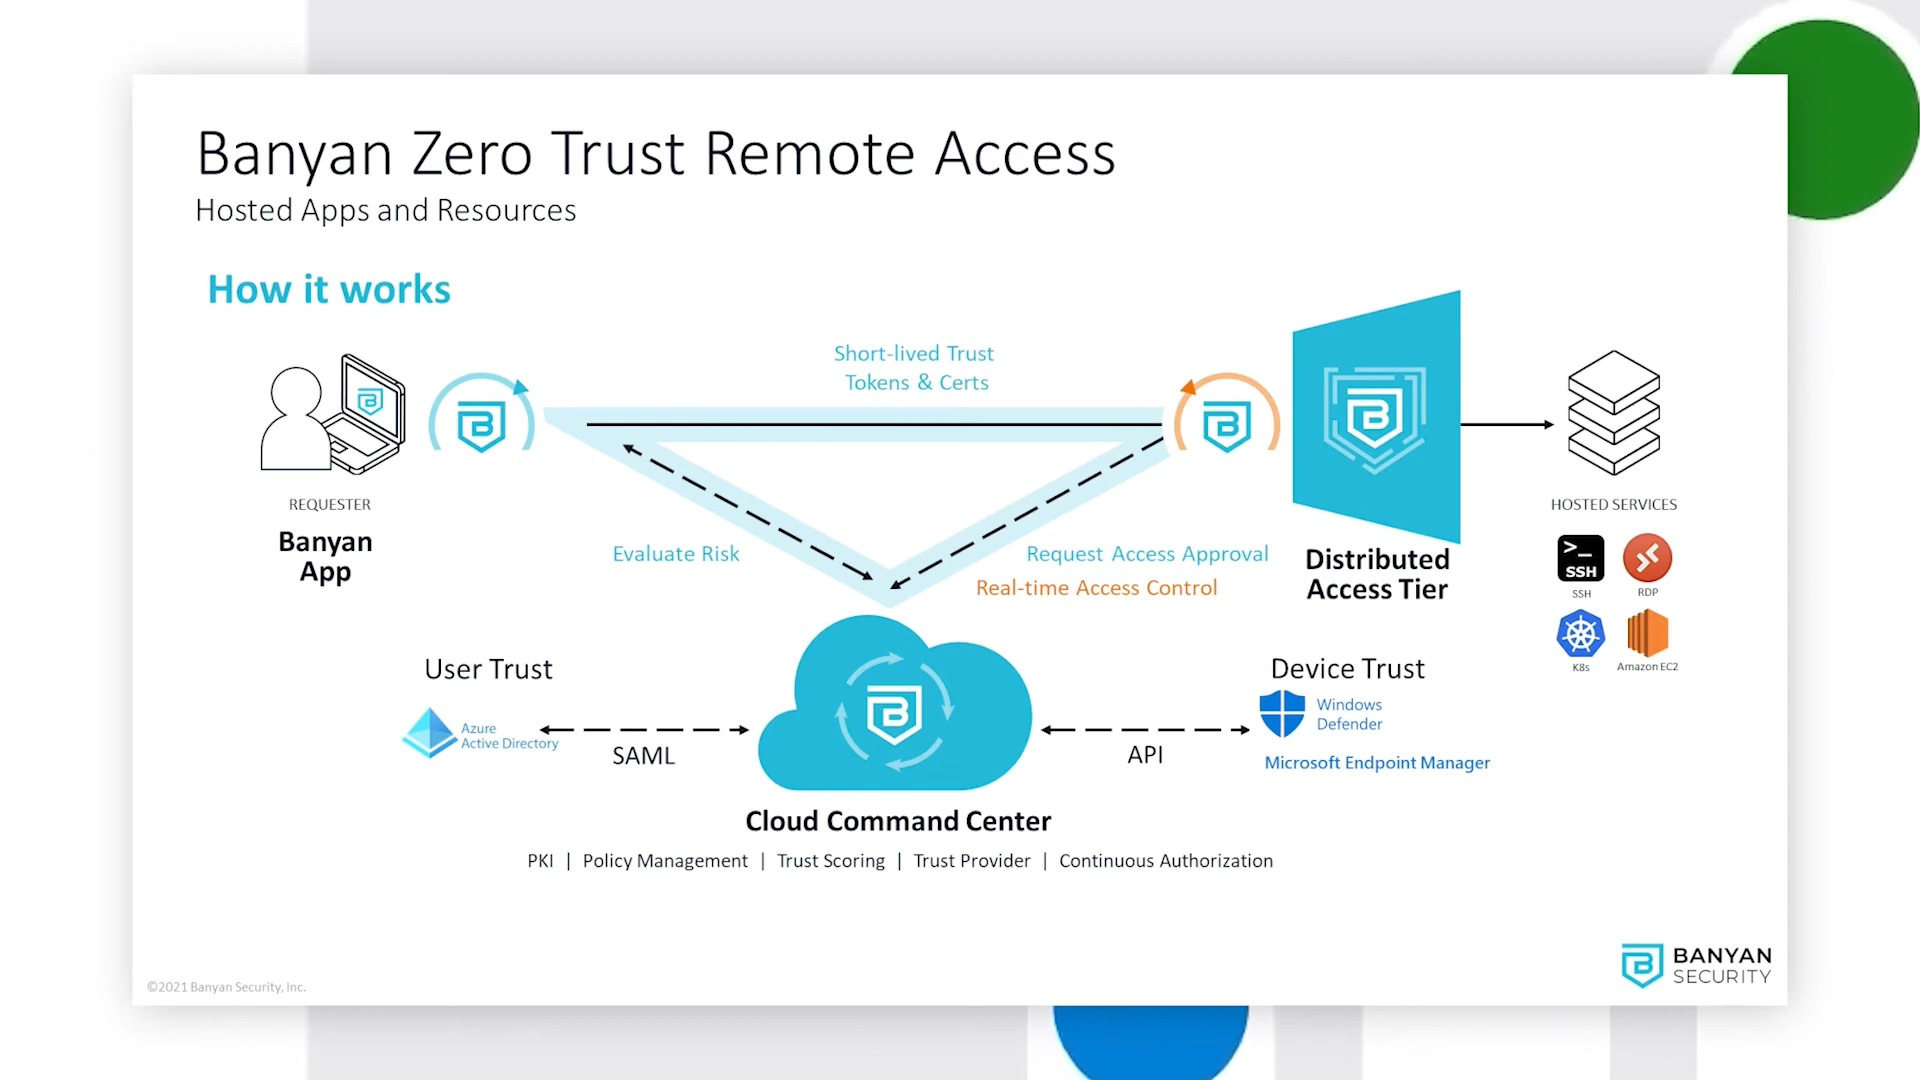 Banyan Zero Trust Remote Access
Hosted Apps and Resources
How it works
Short-lived Trust
Tokens & Certs
REQUESTER
Banyan
App
Evaluate Risk
Request Access Approval
Real-time Access Control
Distributed
Access Tier
HOSTED SERVICES
>_
SSH
SSH
RDP
K8s
Amazon EC2
User Trust
Azure
Active Directory
SAML
Device Trust
Windows
Defender
API
Microsoft Endpoint Manager
Cloud Command Center
PKI | Policy Management | Trust Scoring | Trust Provider | Continuous Authorization
©2021 Banyan Security, Inc.
BANYAN
SECURITY